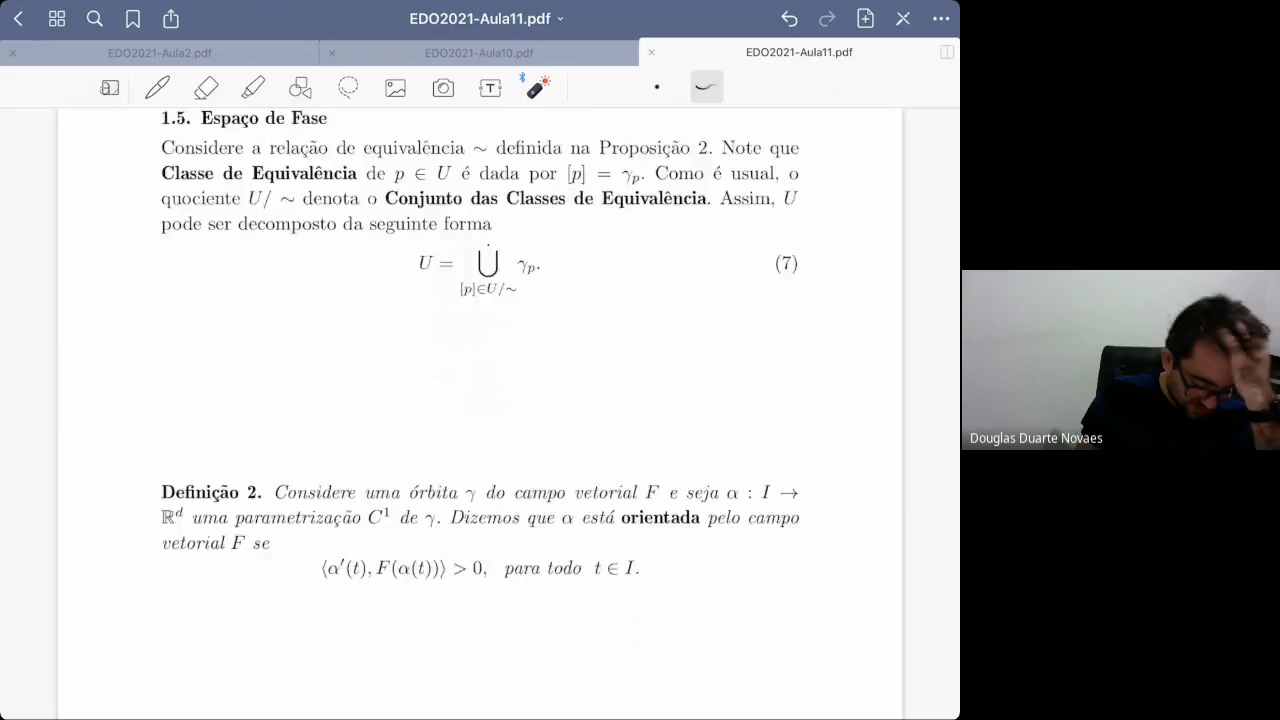 EDO2021-Aula11.pdf
EDO2021-Aula2.pdf
EDO2021-Aula10.pdf
EDO2021-Aula11.pdf
T
1.5. Espaço de Fase
Considere a relação de equivalência ∼ definida na Proposição 2. Note que
Classe de Equivalência de p ∈ U é dada por [p] = γp. Como é usual, o
quociente U/ ∼ denota o Conjunto das Classes de Equivalência. Assim, U
pode ser decomposto da seguinte forma
U = ⋃̇ γp. (7)
[p]∈U/∼
Definição 2. Considere uma órbita γ do campo vetorial F e seja α : I →
ℝᵈ uma parametrização C¹ de γ. Dizemos que α está orientada pelo campo
vetorial F se
⟨α′(t), F(α(t))⟩ > 0, para todo t ∈ I.
Douglas Duarte Novaes